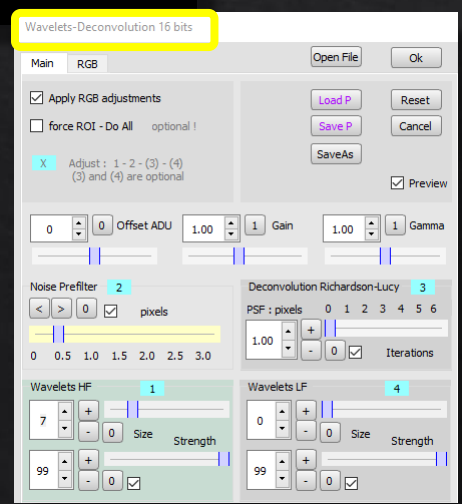 Wavelets-Deconvolution 16 bits
Main RGB Open File Ok
Apply RGB adjustments Load P Reset
force ROI - Do All optional ! Save P Cancel
X Adjust : 1 - 2 - (3) - (4) SaveAs
(3) and (4) are optional Preview
0 0 Offset ADU 1.00 1 Gain 1.00 1 Gamma
Noise Prefilter 2 Deconvolution Richardson-Lucy 3
< > 0 pixels PSF : pixels 0 1 2 3 4 5 6
1.00 +
0 0.5 1.0 1.5 2.0 2.5 3.0 - 0 Iterations
Wavelets HF 1 Wavelets LF 4
7 + 0 +
- 0 Size Strength - 0 Size Strength
99 + 99 +
- 0 - 0